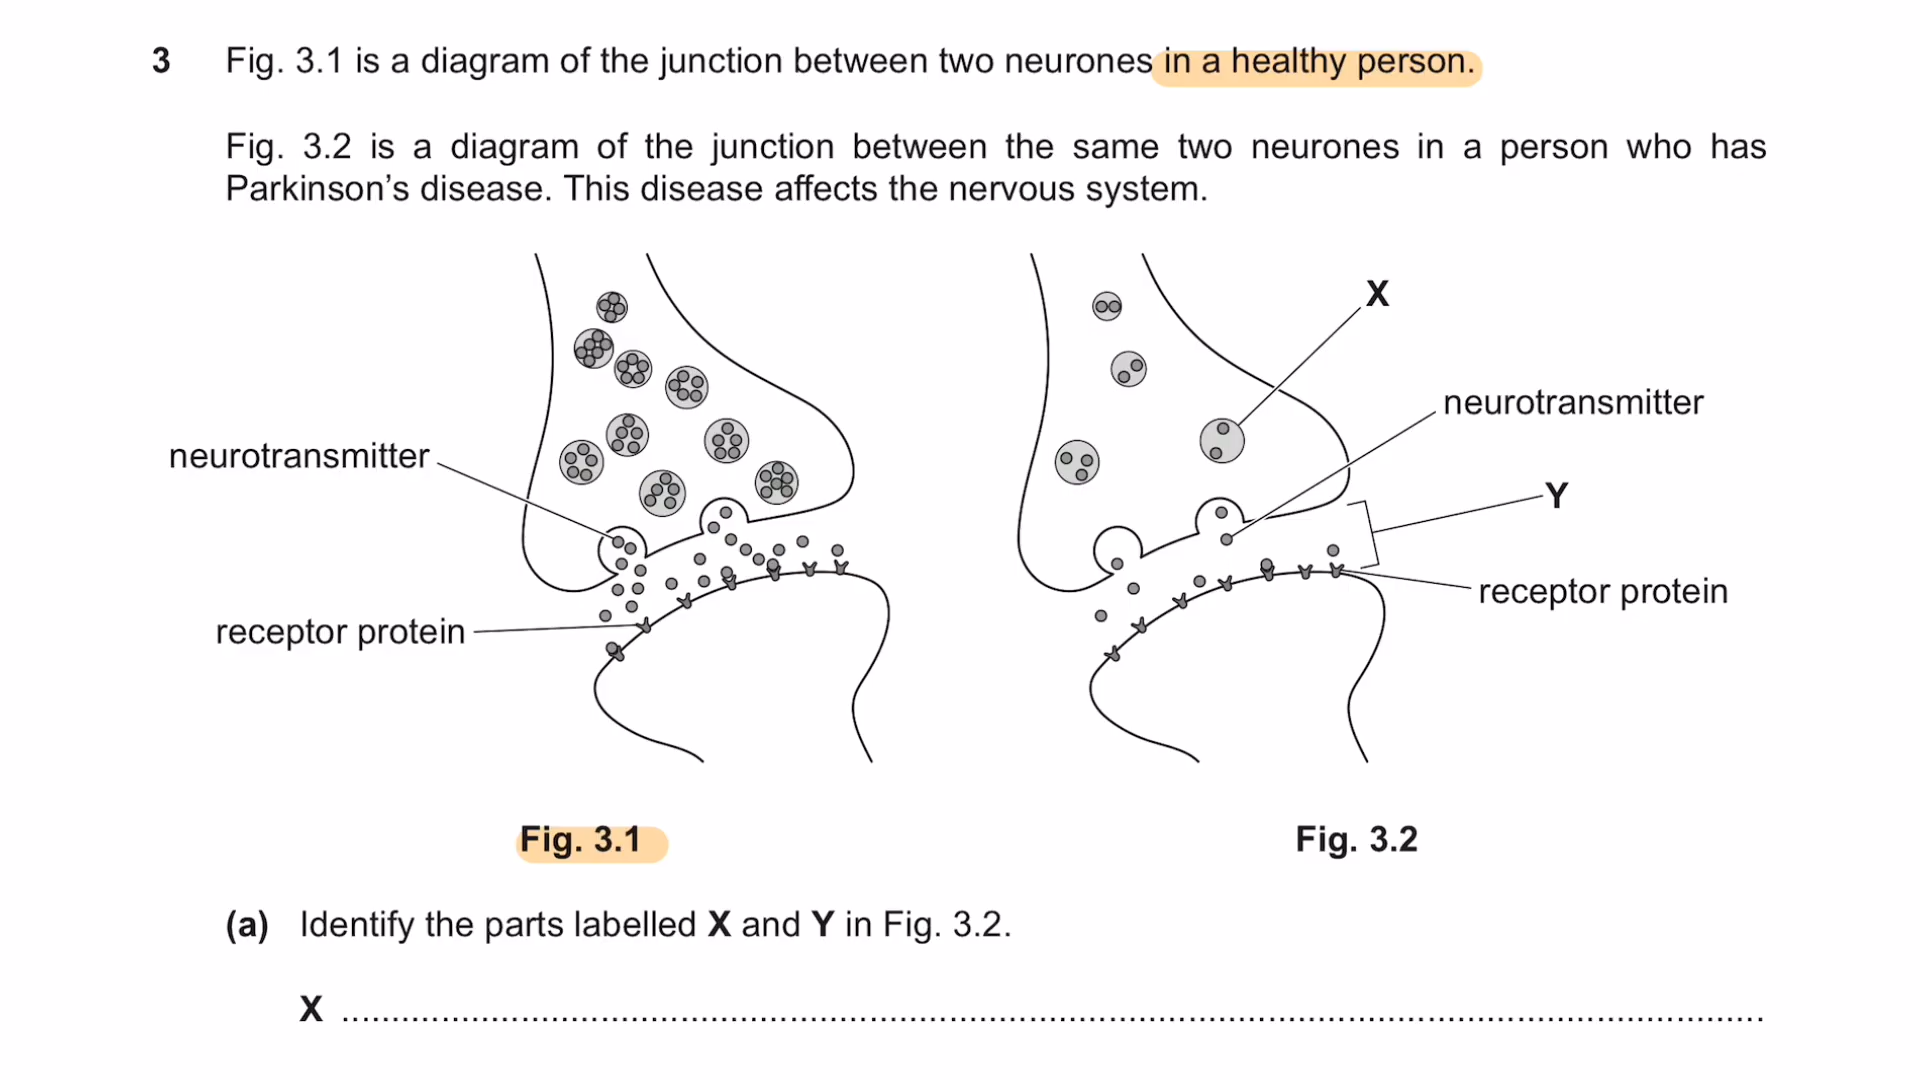 3 Fig. 3.1 is a diagram of the junction between two neurones in a healthy person.
Fig. 3.2 is a diagram of the junction between the same two neurones in a person who has
Parkinson’s disease. This disease affects the nervous system.
X
neurotransmitter
neurotransmitter
Y
receptor protein
receptor protein
Fig. 3.1
Fig. 3.2
(a) Identify the parts labelled X and Y in Fig. 3.2.
X ................................................................................